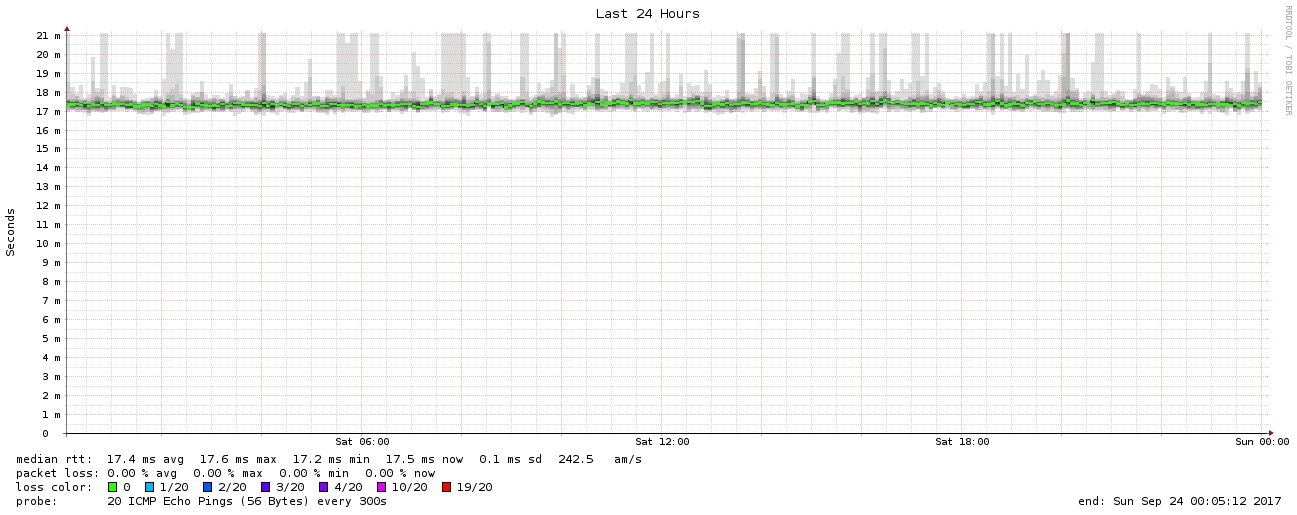 Last 24 Hours
RRDTOOL / TOBI OETIKER
Seconds
21 m
20 m
19 m
18 m
17 m
16 m
15 m
14 m
13 m
12 m
11 m
10 m
9 m
8 m
7 m
6 m
5 m
4 m
3 m
2 m
1 m
0
Sat 06:00 Sat 12:00 Sat 18:00 Sun 00:00
median rtt: 17.4 ms avg 17.6 ms max 17.2 ms min 17.5 ms now 0.1 ms sd 242.5 am/s
packet loss: 0.00 % avg 0.00 % max 0.00 % min 0.00 % now
loss color: 0 1/20 2/20 3/20 4/20 10/20 19/20
probe: 20 ICMP Echo Pings (56 Bytes) every 300s end: Sun Sep 24 00:05:12 2017